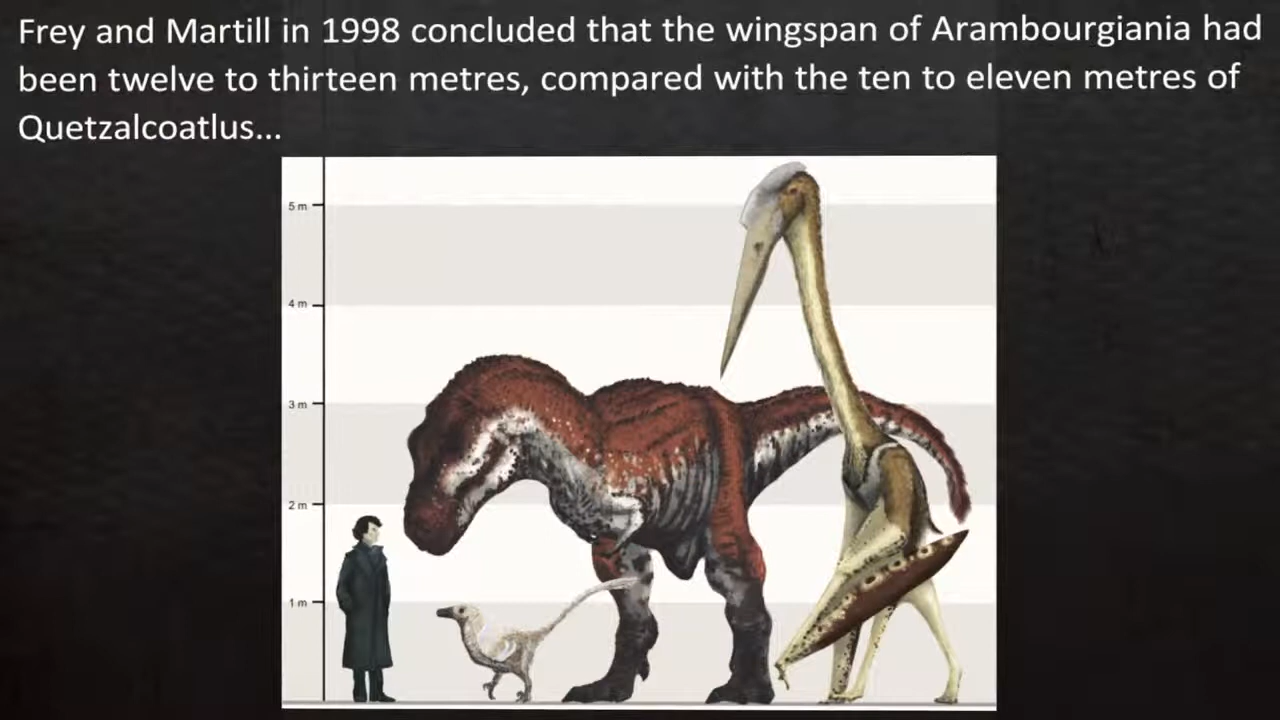 Frey and Martill in 1998 concluded that the wingspan of Arambourgiania had
been twelve to thirteen metres, compared with the ten to eleven metres of
Quetzalcoatlus...
5 m
4 m
3 m
2 m
1 m